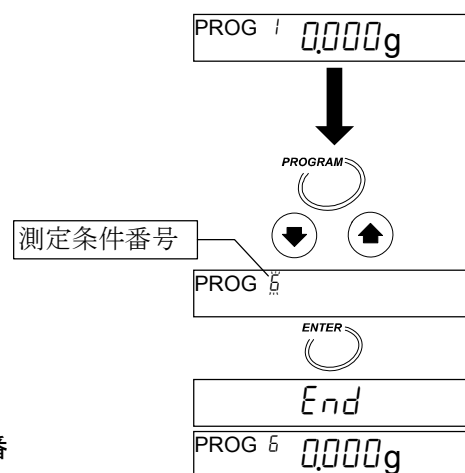 PROG 1 0.000g
PROGRAM
測定条件番号
PROG 6
ENTER
End
番
PROG 6 0.000g